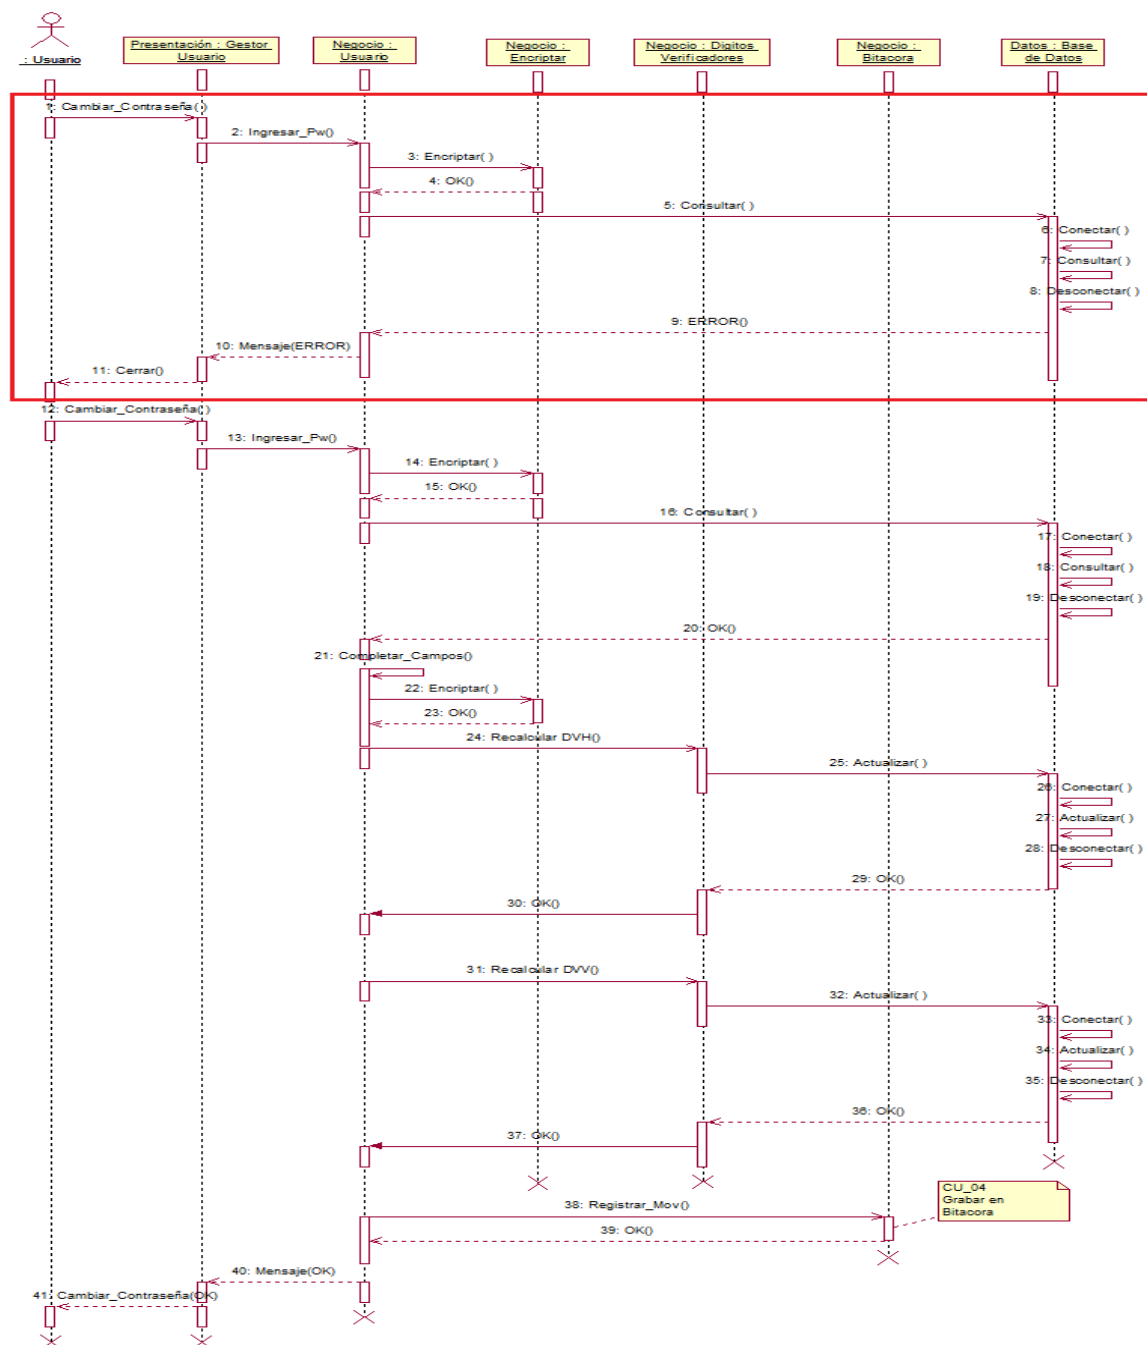 : Usuario
Presentación : Gestor
Usuario
Negocio :
Usuario
Negocio :
Encriptar
Negocio : Digitos
Verificadores
Negocio :
Bitacora
Datos : Base
de Datos
1: Cambiar_Contraseña( )
2: Ingresar_Pw()
3: Encriptar( )
4: OK()
5: Consultar( )
6: Conectar( )
7: Consultar( )
8: Desconectar( )
9: ERROR()
10: Mensaje(ERROR)
11: Cerrar()
12: Cambiar_Contraseña( )
13: Ingresar_Pw()
14: Encriptar( )
15: OK()
16: Consultar( )
17: Conectar( )
18: Consultar( )
19: Desconectar( )
20: OK()
21: Completar_Campos()
22: Encriptar( )
23: OK()
24: Recalcular DVH()
25: Actualizar( )
26: Conectar( )
27: Actualizar( )
28: Desconectar( )
29: OK()
30: OK()
31: Recalcular DVV()
32: Actualizar( )
33: Conectar( )
34: Actualizar( )
35: Desconectar( )
36: OK()
37: OK()
CU_04
Grabar en
Bitacora
38: Registrar_Mov()
39: OK()
40: Mensaje(OK)
41: Cambiar_Contraseña(OK)